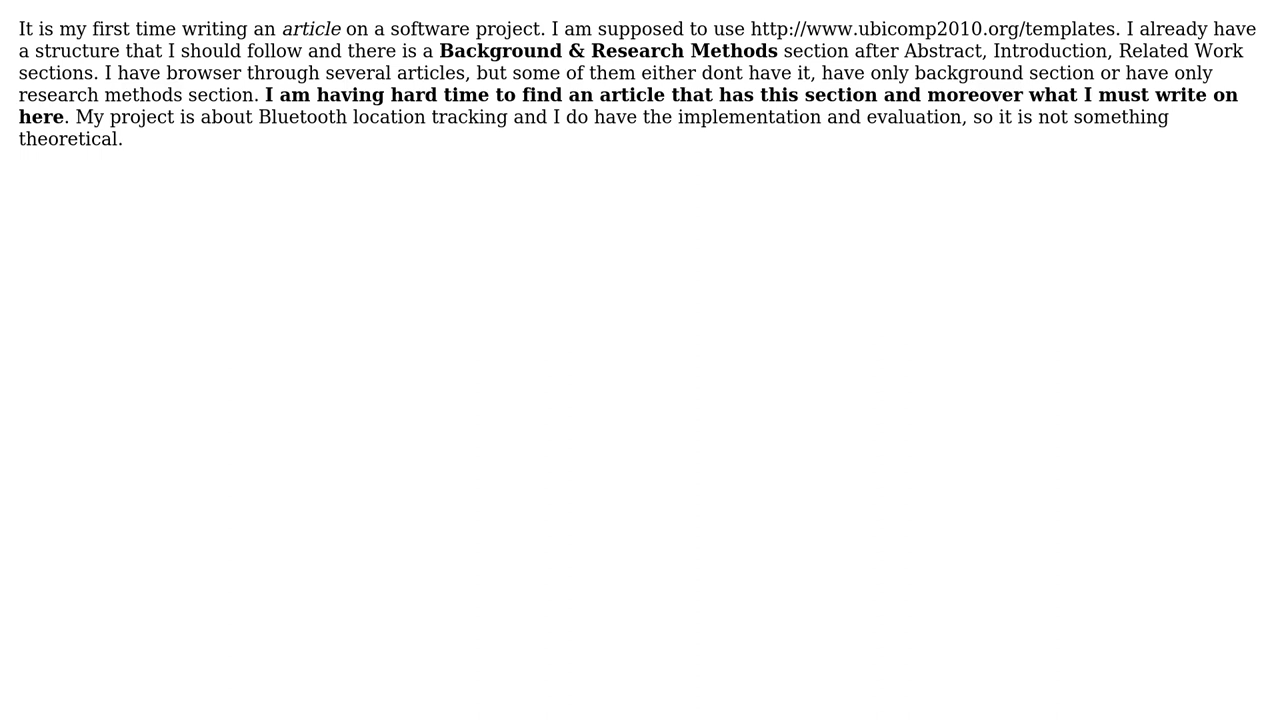 It is my first time writing an article on a software project. I am supposed to use http://www.ubicomp2010.org/templates. I already have
a structure that I should follow and there is a Background & Research Methods section after Abstract, Introduction, Related Work
sections. I have browser through several articles, but some of them either dont have it, have only background section or have only
research methods section. I am having hard time to find an article that has this section and moreover what I must write on
here. My project is about Bluetooth location tracking and I do have the implementation and evaluation, so it is not something
theoretical.